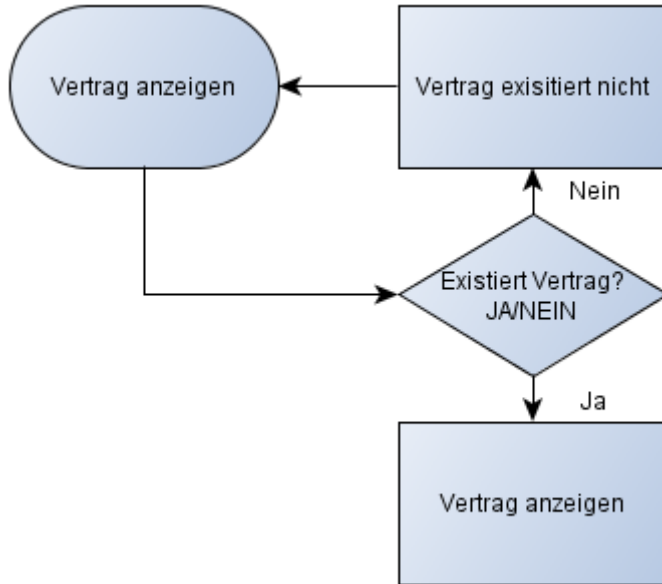 Vertrag anzeigen
Vertrag exisitiert nicht
Nein
Existiert Vertrag?
JA/NEIN
Ja
Vertrag anzeigen